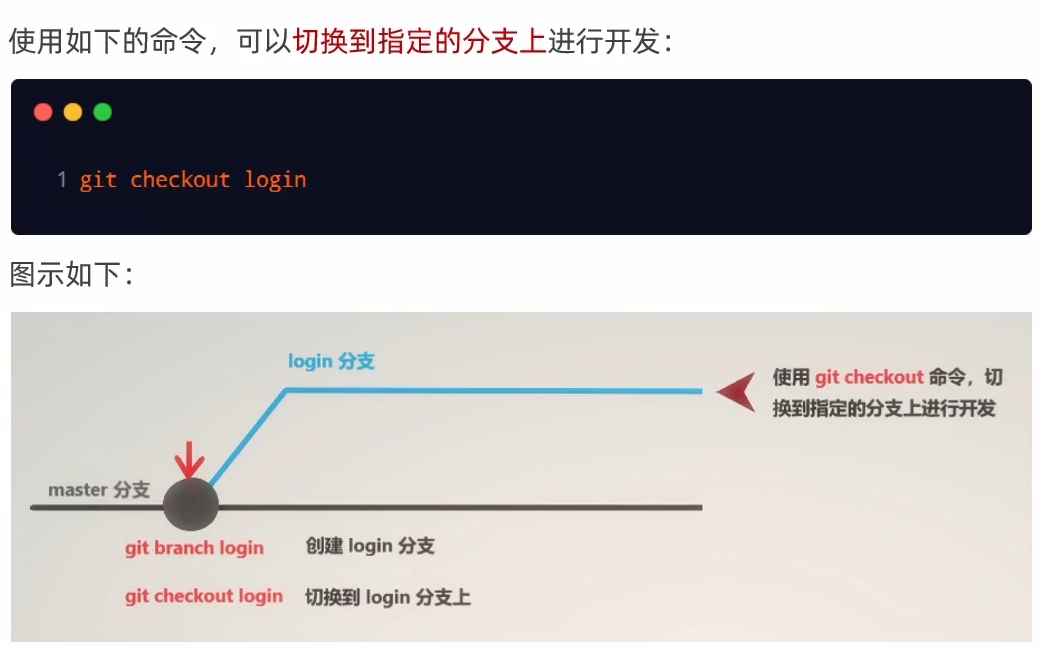 使用如下的命令，可以切换到指定的分支上进行开发：
1 git checkout login
图示如下：
login 分支
使用 git checkout 命令，切
换到指定的分支上进行开发
master 分支
git branch login 创建 login 分支
git checkout login 切换到 login 分支上